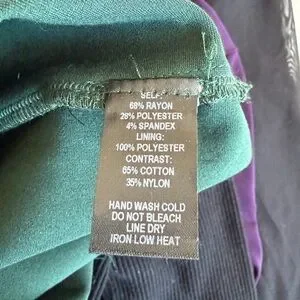 SELF:
68% RAYON
28% POLYESTER
4% SPANDEX
LINING:
100% POLYESTER
CONTRAST:
65% COTTON
35% NYLON
HAND WASH COLD
DO NOT BLEACH
LINE DRY
IRON LOW HEAT